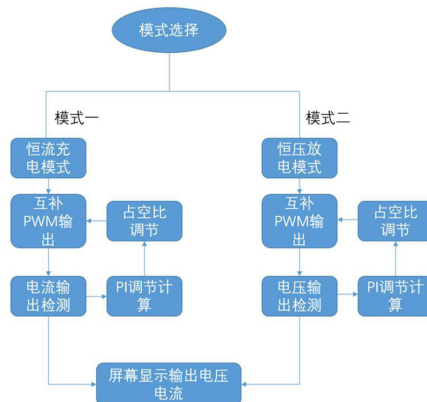 模式选择
模式一
模式二
恒流充
电模式
恒压放
电模式
互补
PWM输
出
占空比
调节
互补
PWM输
出
占空比
调节
电流输
出检测
PI调节计
算
电压输
出检测
PI调节计
算
屏幕显示输出电压
电流